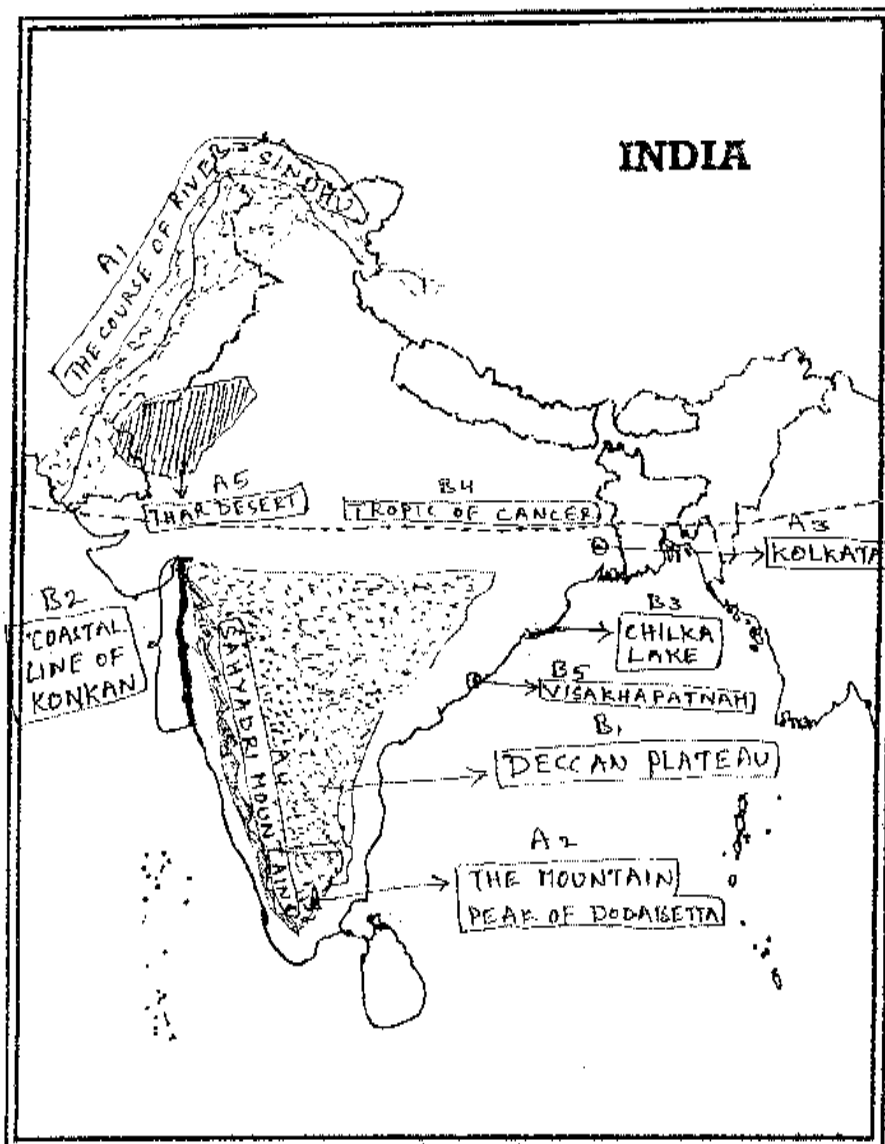 INDIA
A1
THE COURSE OF RIVER
SINDHU
A5
THAR DESERT
B4
TROPIC OF CANCER
A3
KOLKATA
B2
COASTAL
LINE OF
KONKAN
B3
CHILKA
LAKE
B5
VISAKHAPATNAM
SAHYADRI MOUNTAIN
B1
DECCAN PLATEAU
A2
THE MOUNTAIN
PEAK OF DODABETTA